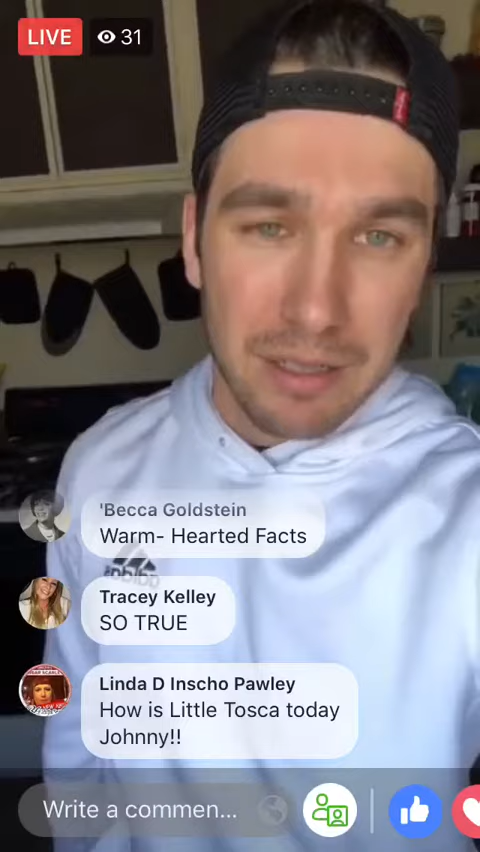 LIVE 31
'Becca Goldstein
Warm- Hearted Facts
adidas
Tracey Kelley
SO TRUE
Linda D Inscho Pawley
How is Little Tosca today
Johnny!!
Write a commen...